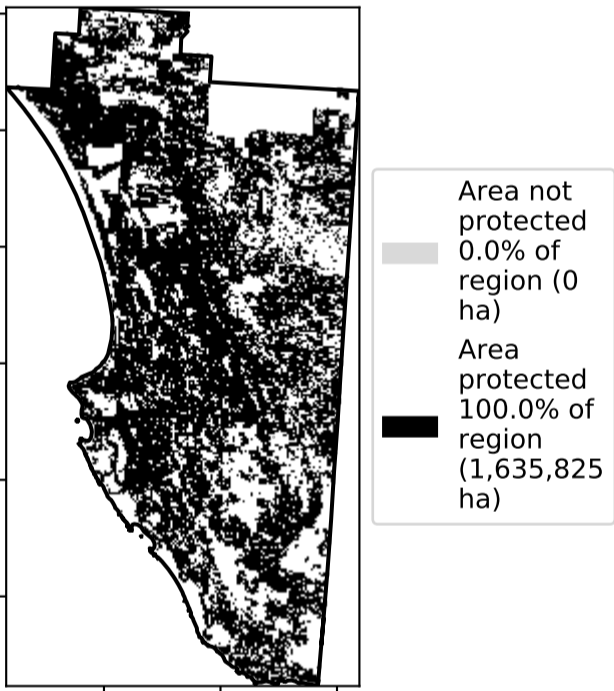 Area not
protected
0.0% of
region (0
ha)
Area
protected
100.0% of
region
(1,635,825
ha)